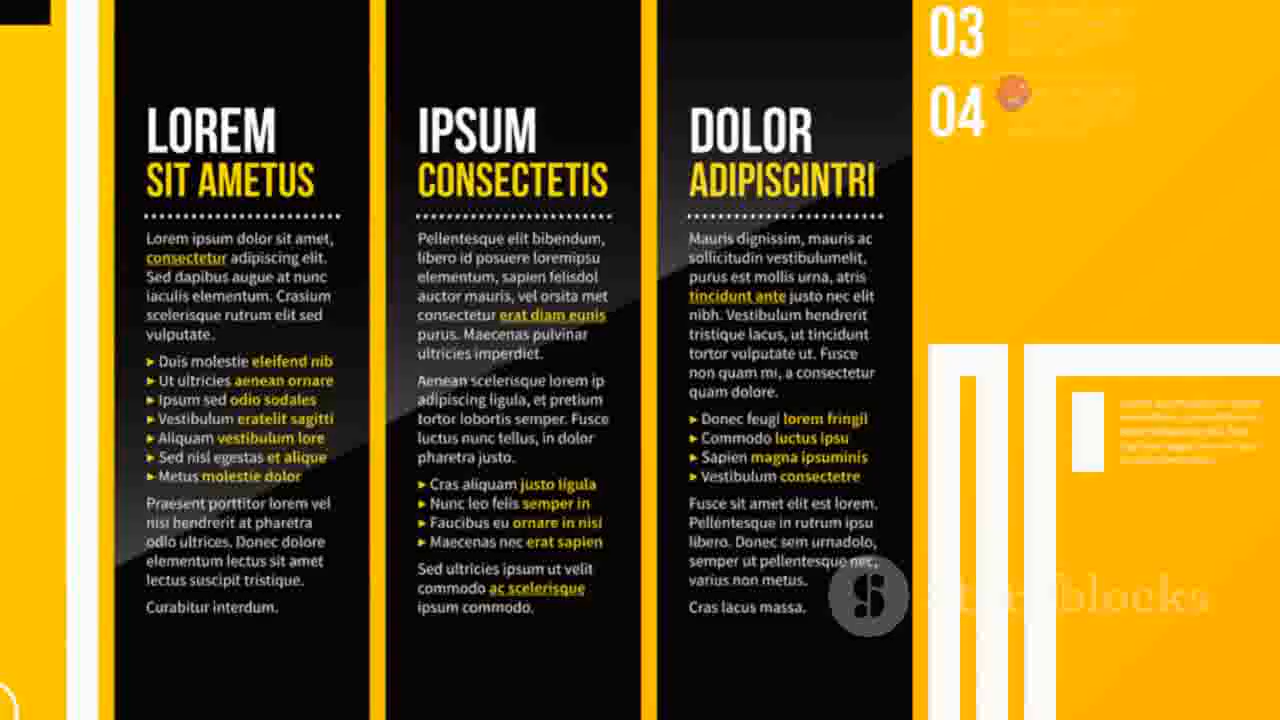 LOREM
SIT AMETUS
Lorem ipsum dolor sit amet,
consectetur adipiscing elit.
Sed dapibus augue at nunc
iaculis elementum. Crasium
scelerisque rutrum elit sed
vulputate.
▸ Duis molestie eleifend nib
▸ Ut ultricies aenean ornare
▸ Ipsum sed odio sodales
▸ Vestibulum eratelit sagitti
▸ Aliquam vestibulum lore
▸ Sed nisl egestas et alique
▸ Metus molestie dolor
Praesent porttitor lorem vel
nisi hendrerit at pharetra
odio ultrices. Donec dolore
elementum lectus sit amet
lectus suscipit tristique.
Curabitur interdum.
IPSUM
CONSECTETIS
Pellentesque elit bibendum,
libero id posuere loremipsu
elementum, sapien felisdol
auctor mauris, vel orsita met
consectetur erat diam eunis
purus. Maecenas pulvinar
ultricies imperdiet.
Aenean scelerisque lorem ip
adipiscing ligula, et pretium
tortor lobortis semper. Fusce
luctus nunc tellus, in dolor
pharetra justo.
▸ Cras aliquam justo ligula
▸ Nunc leo felis semper in
▸ Faucibus eu ornare in nisi
▸ Maecenas nec erat sapien
Sed ultricies ipsum ut velit
commodo ac scelerisque
ipsum commodo.
DOLOR
ADIPISCINTRI
Mauris dignissim, mauris ac
sollicitudin vestibulumelit,
purus est mollis urna, atris
tincidunt ante justo nec elit
nibh. Vestibulum hendrerit
tristique lacus, ut tincidunt
tortor vulputate ut. Fusce
non quam mi, a consectetur
quam dolore.
▸ Donec feugi lorem fringil
▸ Commodo luctus ipsu
▸ Sapien magna ipsuminis
▸ Vestibulum consectetre
Fusce sit amet elit est lorem.
Pellentesque in rutrum ipsu
libero. Donec sem urnadolo,
semper ut pellentesque nec,
varius non metus.
Cras lacus massa.
03
04